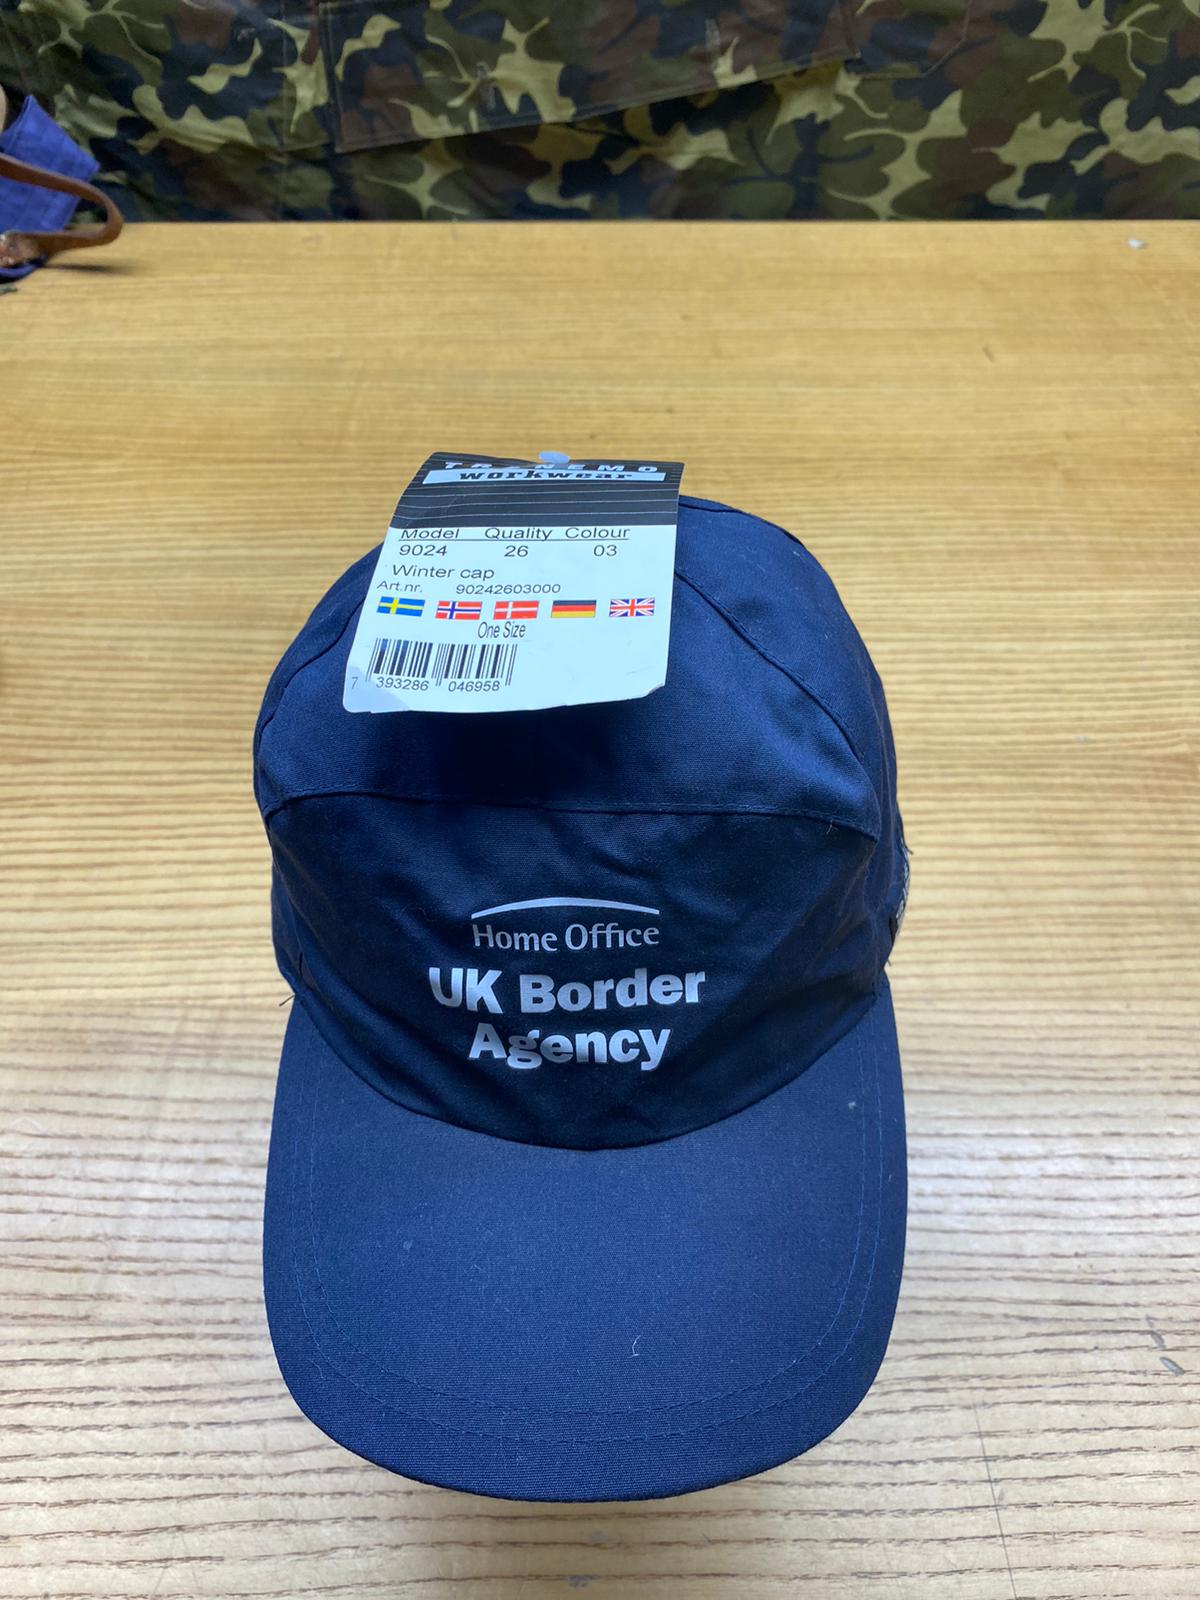 TRANEMO
workwear
Model Quality Colour
9024 26 03
Winter cap
Art.nr. 90242603000
One Size
7 393286 046958
Home Office
UK Border
Agency